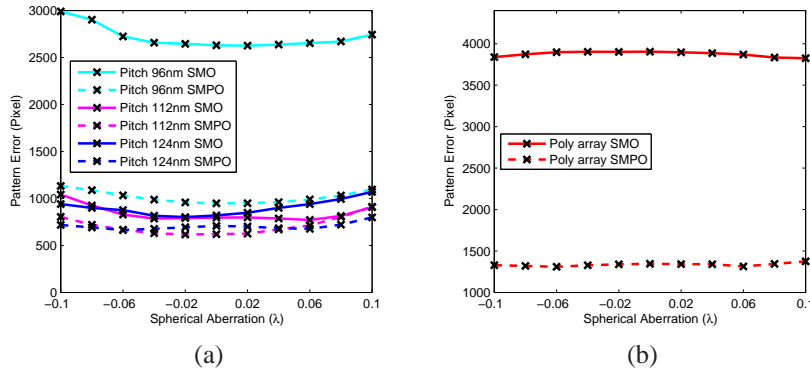 3000
2500
2000
1500
1000
500
0
Pattern Error (Pixel)
Pitch 96nm SMO
Pitch 96nm SMPO
Pitch 112nm SMO
Pitch 112nm SMPO
Pitch 124nm SMO
Pitch 124nm SMPO
−0.1 −0.06 −0.02 0.02 0.06 0.1
Spherical Aberration (λ)
(a)
4000
3500
3000
2500
2000
1500
1000
Pattern Error (Pixel)
Poly array SMO
Poly array SMPO
−0.1 −0.06 −0.02 0.02 0.06 0.1
Spherical Aberration (λ)
(b)